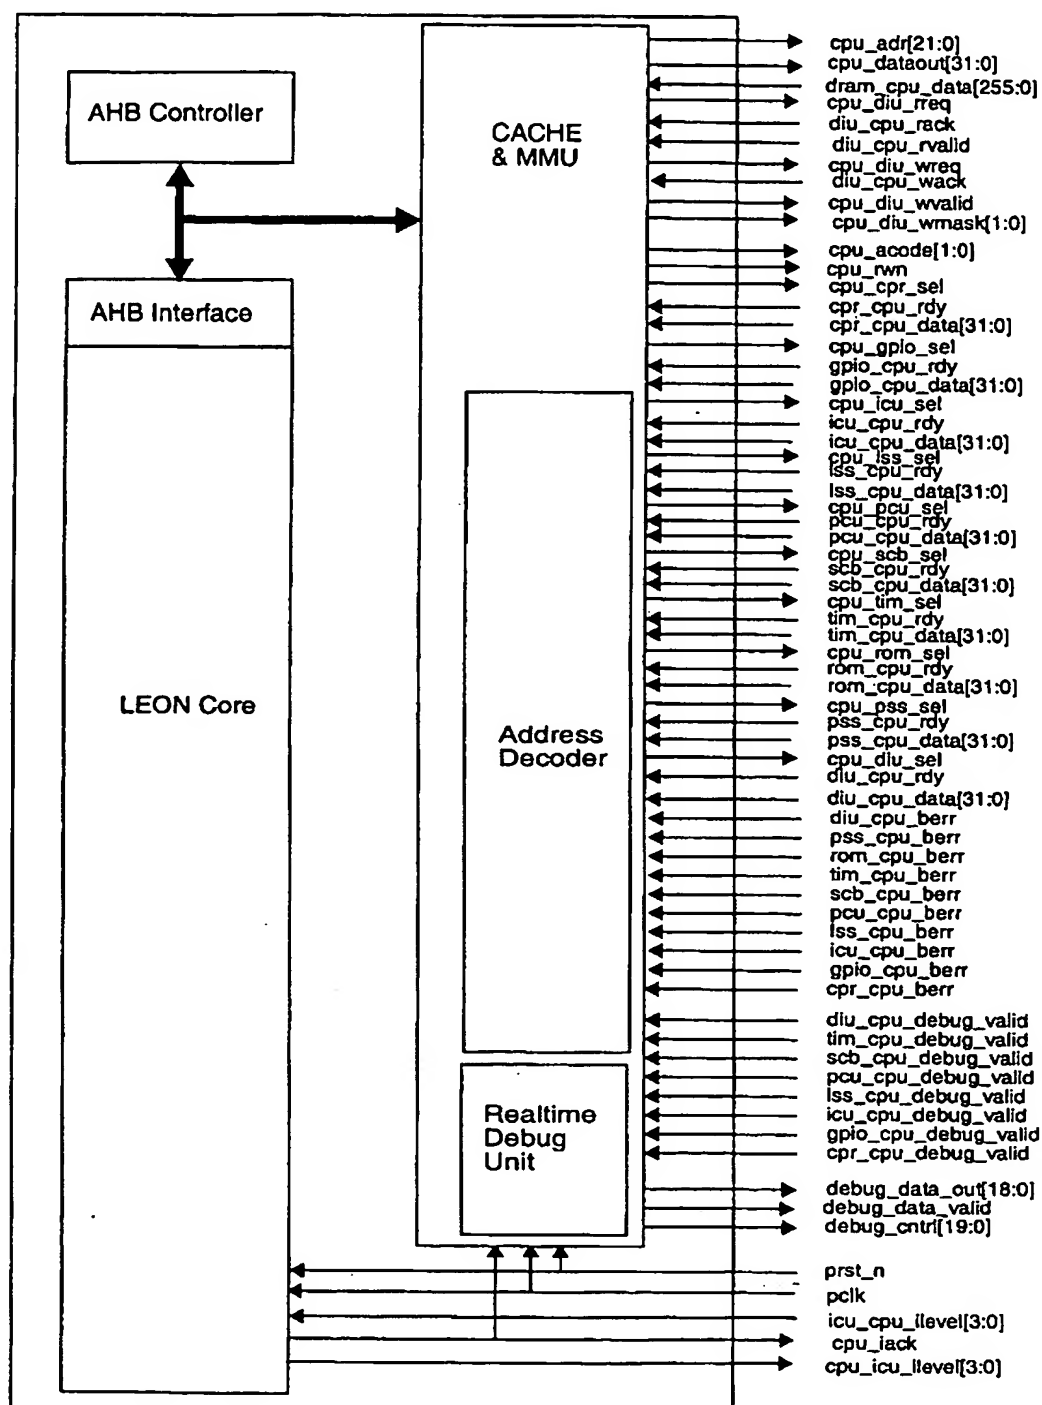 AHB Controller
CACHE
& MMU
AHB Interface
LEON Core
Address
Decoder
Realtime
Debug
Unit
cpu_adr[21:0]
cpu_dataout[31:0]
dram_cpu_data[255:0]
cpu_diu_rreq
diu_cpu_rack
diu_cpu_rvalid
cpu_diu_wreq
diu_cpu_wack
cpu_diu_wvalid
cpu_diu_wmask[1:0]
cpu_acode[1:0]
cpu_rwn
cpu_cpr_sel
cpr_cpu_rdy
cpr_cpu_data[31:0]
cpu_gpio_sel
gpio_cpu_rdy
gpio_cpu_data[31:0]
cpu_icu_sel
icu_cpu_rdy
icu_cpu_data[31:0]
cpu_lss_sel
lss_cpu_rdy
lss_cpu_data[31:0]
cpu_pcu_sel
pcu_cpu_rdy
pcu_cpu_data[31:0]
cpu_scb_sel
scb_cpu_rdy
scb_cpu_data[31:0]
cpu_tim_sel
tim_cpu_rdy
tim_cpu_data[31:0]
cpu_rom_sel
rom_cpu_rdy
rom_cpu_data[31:0]
cpu_pss_sel
pss_cpu_rdy
pss_cpu_data[31:0]
cpu_diu_sel
diu_cpu_rdy
diu_cpu_data[31:0]
diu_cpu_berr
pss_cpu_berr
rom_cpu_berr
tim_cpu_berr
scb_cpu_berr
pcu_cpu_berr
lss_cpu_berr
icu_cpu_berr
gpio_cpu_berr
cpr_cpu_berr
diu_cpu_debug_valid
tim_cpu_debug_valid
scb_cpu_debug_valid
pcu_cpu_debug_valid
lss_cpu_debug_valid
icu_cpu_debug_valid
gpio_cpu_debug_valid
cpr_cpu_debug_valid
debug_data_out[18:0]
debug_data_valid
debug_cntrl[19:0]
prst_n
pclk
icu_cpu_ilevel[3:0]
cpu_iack
cpu_icu_ilevel[3:0]